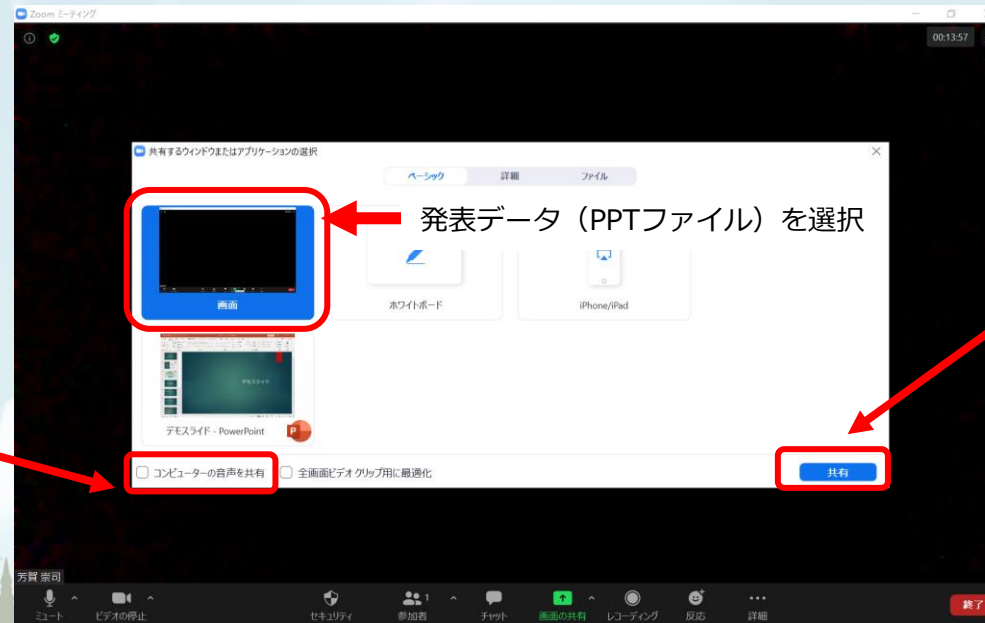 Zoom ミーティング
00:13:57
共有するウィンドウまたはアプリケーションの選択
ベーシック 詳細 ファイル
発表データ（PPTファイル）を選択
画面
ホワイトボード
iPhone/iPad
デモスライド
デモスライド - PowerPoint
コンピューターの音声を共有
全画面ビデオ クリップ用に最適化
共有
芳賀 崇司
ミュート
ビデオの停止
セキュリティ
1
参加者
チャット
画面の共有
レコーディング
反応
詳細
終了